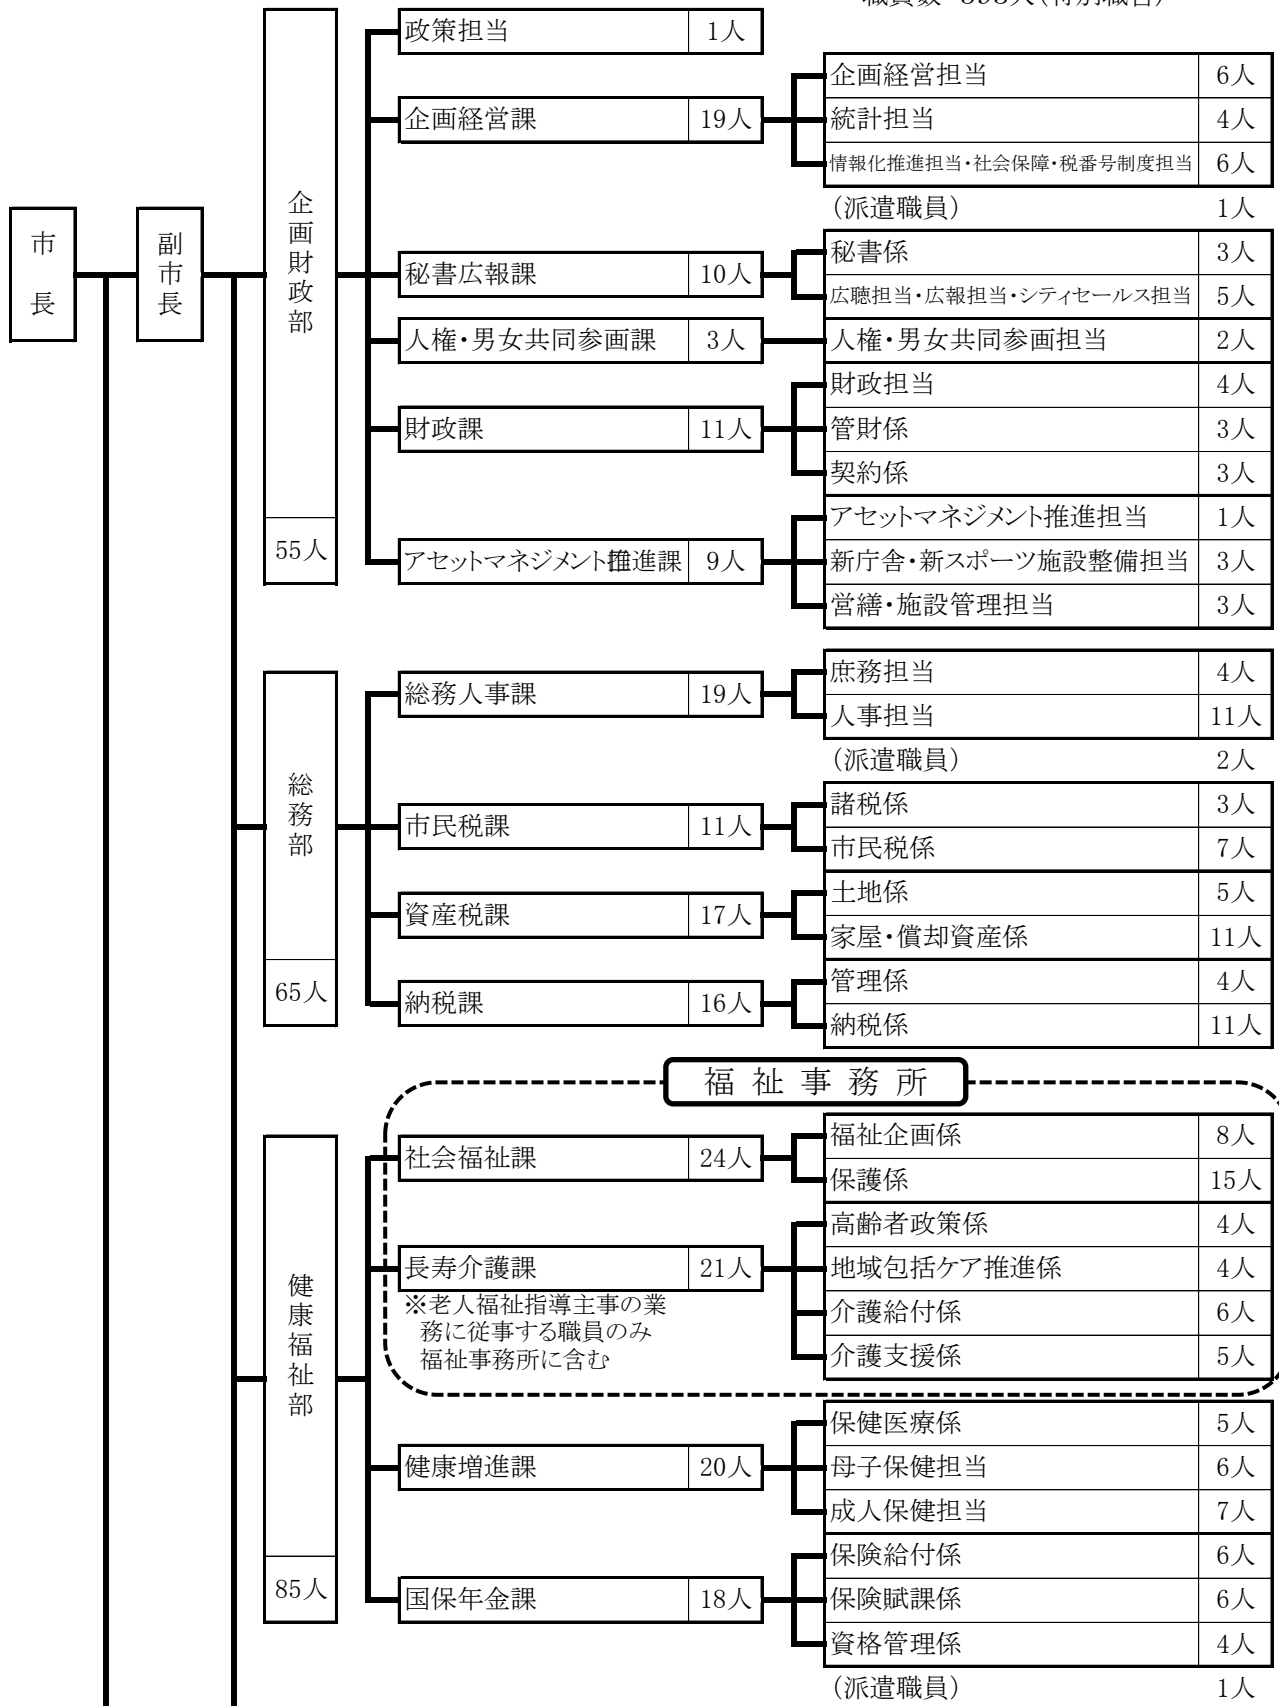 政策担当 1人
企画経営担当 6人
企画経営課 19人
統計担当 4人
情報化推進担当・社会保障・税番号制度担当 6人
(派遣職員) 1人
市長
副市長
企画財政部
55人
秘書広報課 10人
秘書係 3人
広聴担当・広報担当・シティセールス担当 5人
人権・男女共同参画課 3人
人権・男女共同参画担当 2人
財政課 11人
財政担当 4人
管財係 3人
契約係 3人
アセットマネジメント推進課 9人
アセットマネジメント推進担当 1人
新庁舎・新スポーツ施設整備担当 3人
営繕・施設管理担当 3人
総務部
65人
総務人事課 19人
庶務担当 4人
人事担当 11人
(派遣職員) 2人
市民税課 11人
諸税係 3人
市民税係 7人
資産税課 17人
土地係 5人
家屋・償却資産係 11人
納税課 16人
管理係 4人
納税係 11人
福祉事務所
健康福祉部
85人
社会福祉課 24人
福祉企画係 8人
保護係 15人
長寿介護課 21人
※老人福祉指導主事の業
務に従事する職員のみ
福祉事務所に含む
高齢者政策係 4人
地域包括ケア推進係 4人
介護給付係 6人
介護支援係 5人
健康増進課 20人
保健医療係 5人
母子保健担当 6人
成人保健担当 7人
国保年金課 18人
保険給付係 6人
保険賦課係 6人
資格管理係 4人
(派遣職員) 1人